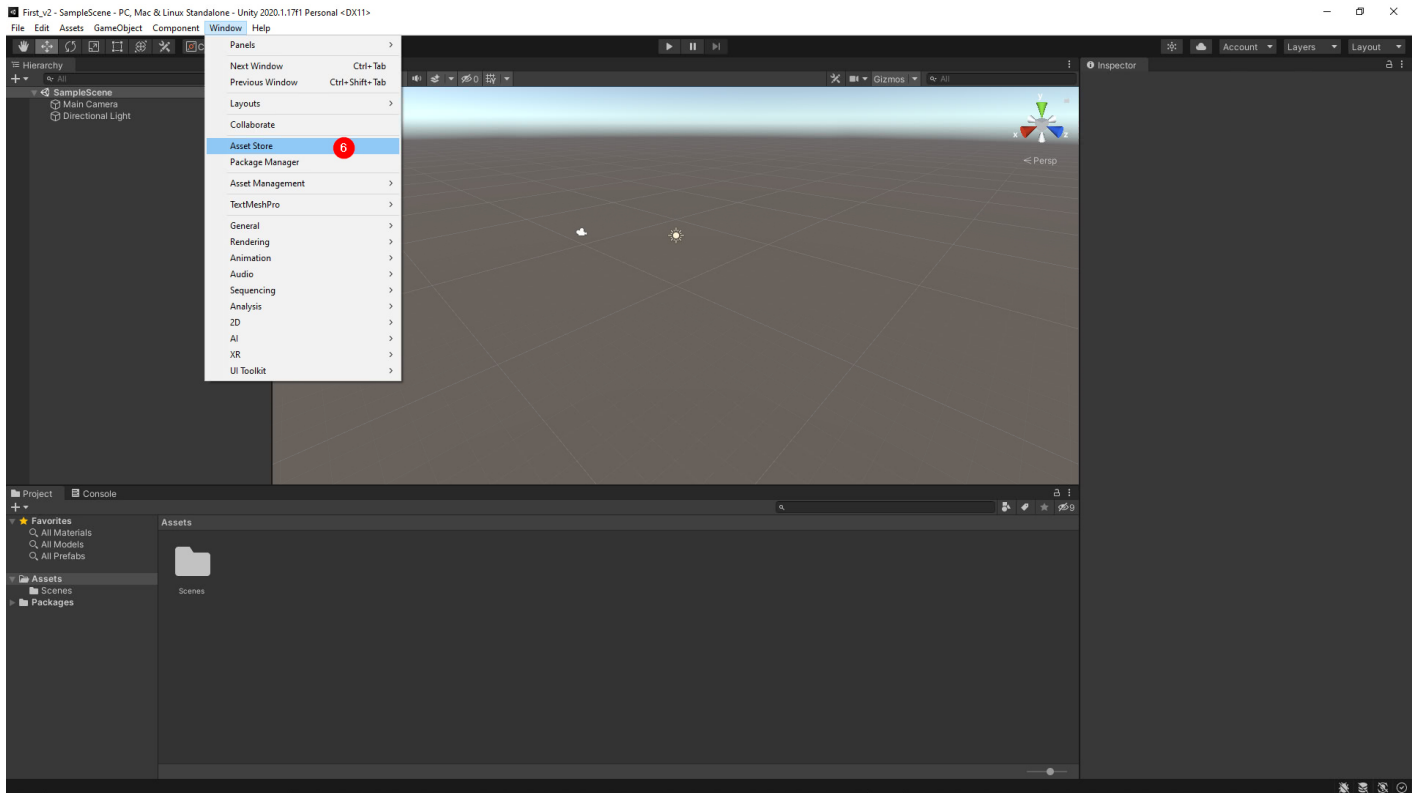 First_v2 - SampleScene - PC, Mac & Linux Standalone - Unity 2020.1.17f1 Personal <DX11>
File Edit Assets GameObject Component Window Help
Account Layers Layout
Hierarchy
All
SampleScene
Main Camera
Directional Light
Panels
Next Window Ctrl+Tab
Previous Window Ctrl+Shift+Tab
Layouts
Collaborate
Asset Store 6
Package Manager
Asset Management
TextMeshPro
General
Rendering
Animation
Audio
Sequencing
Analysis
2D
AI
XR
UI Toolkit
0
Gizmos All
y
x z
Persp
Inspector
Project Console
9
Favorites
All Materials
All Models
All Prefabs
Assets
Scenes
Packages
Assets
Scenes